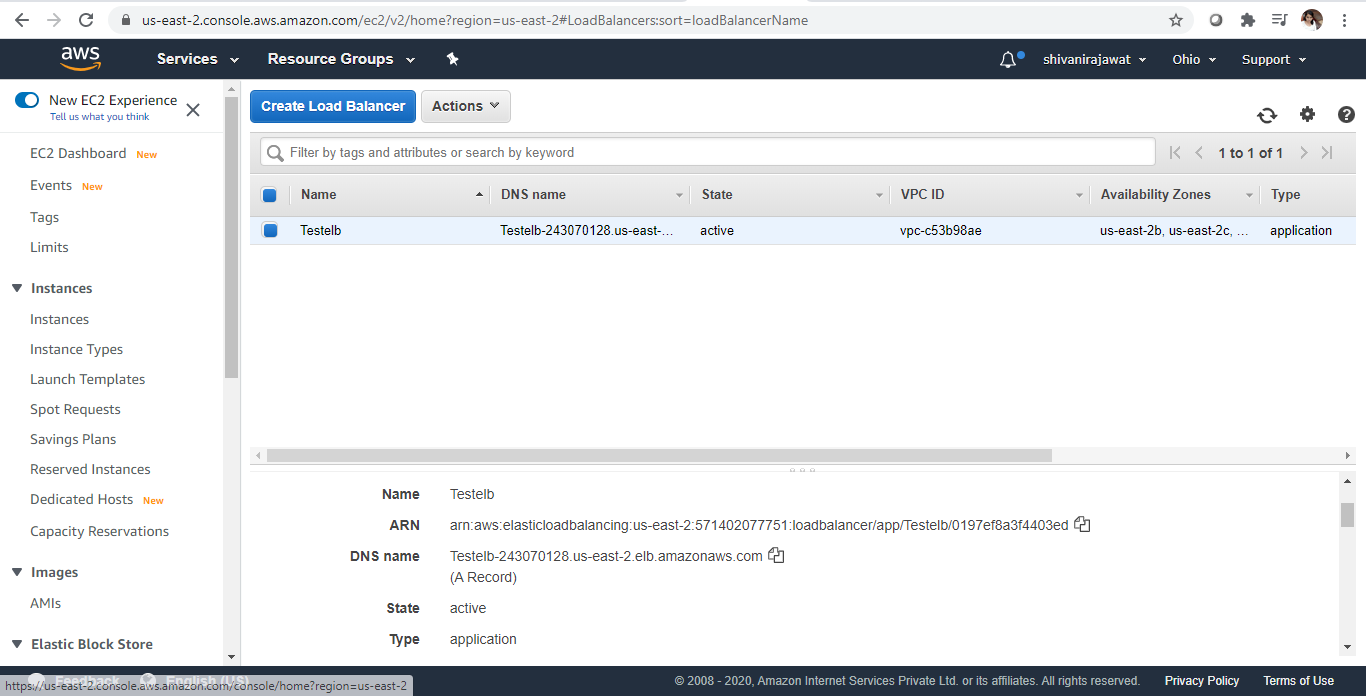 us-east-2.console.aws.amazon.com/ec2/v2/home?region=us-east-2#LoadBalancers:sort=loadBalancerName
aws Services Resource Groups shivanirajawat Ohio Support
New EC2 Experience
Tell us what you think
EC2 Dashboard New
Events New
Tags
Limits
Instances
Instances
Instance Types
Launch Templates
Spot Requests
Savings Plans
Reserved Instances
Dedicated Hosts New
Capacity Reservations
Images
AMIs
Elastic Block Store
Create Load Balancer Actions
Filter by tags and attributes or search by keyword 1 to 1 of 1
Name DNS name State VPC ID Availability Zones Type
Testelb Testelb-243070128.us-east-... active vpc-c53b98ae us-east-2b, us-east-2c, ... application
Name Testelb
ARN arn:aws:elasticloadbalancing:us-east-2:571402077751:loadbalancer/app/Testelb/0197ef8a3f4403ed
DNS name Testelb-243070128.us-east-2.elb.amazonaws.com
(A Record)
State active
Type application
Feedback English (US)
© 2008 - 2020, Amazon Internet Services Private Ltd. or its affiliates. All rights reserved. Privacy Policy Terms of Use
https://us-east-2.console.aws.amazon.com/console/home?region=us-east-2